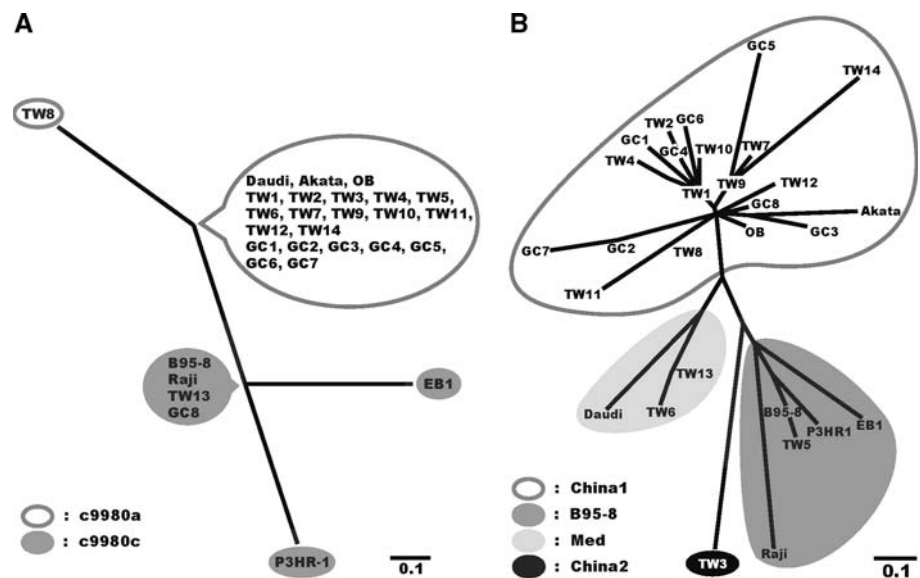 A
TW8
Daudi, Akata, OB
TW1, TW2, TW3, TW4, TW5,
TW6, TW7, TW9, TW10, TW11,
TW12, TW14
GC1, GC2, GC3, GC4, GC5,
GC6, GC7
B95-8
Raji
TW13
GC8
EB1
P3HR-1
: c9980a
: c9980c
0.1
B
GC5
TW14
GC6
TW2
GC1
TW10
TW7
GC4
TW4
TW1
TW9
TW12
GC8
Akata
OB
GC3
GC2
GC7
TW8
TW11
TW13
Daudi
TW6
B95-8
P3HR1
EB1
TW5
Raji
TW3
: China1
: B95-8
: Med
: China2
0.1